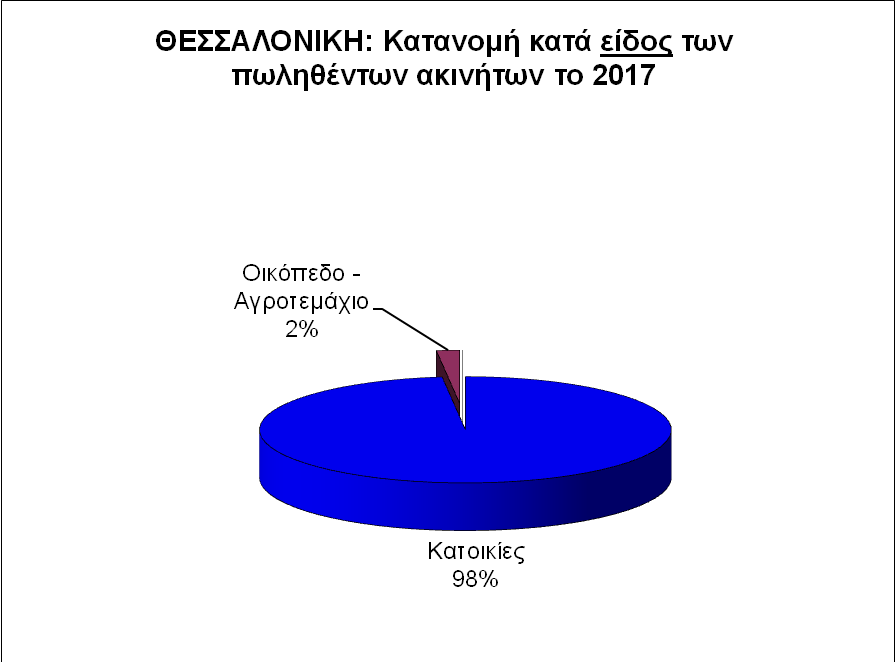 ΘΕΣΣΑΛΟΝΙΚΗ: Κατανομή κατά είδος των
πωληθέντων ακινήτων το 2017
Οικόπεδο -
Αγροτεμάχιο
2%
Κατοικίες
98%